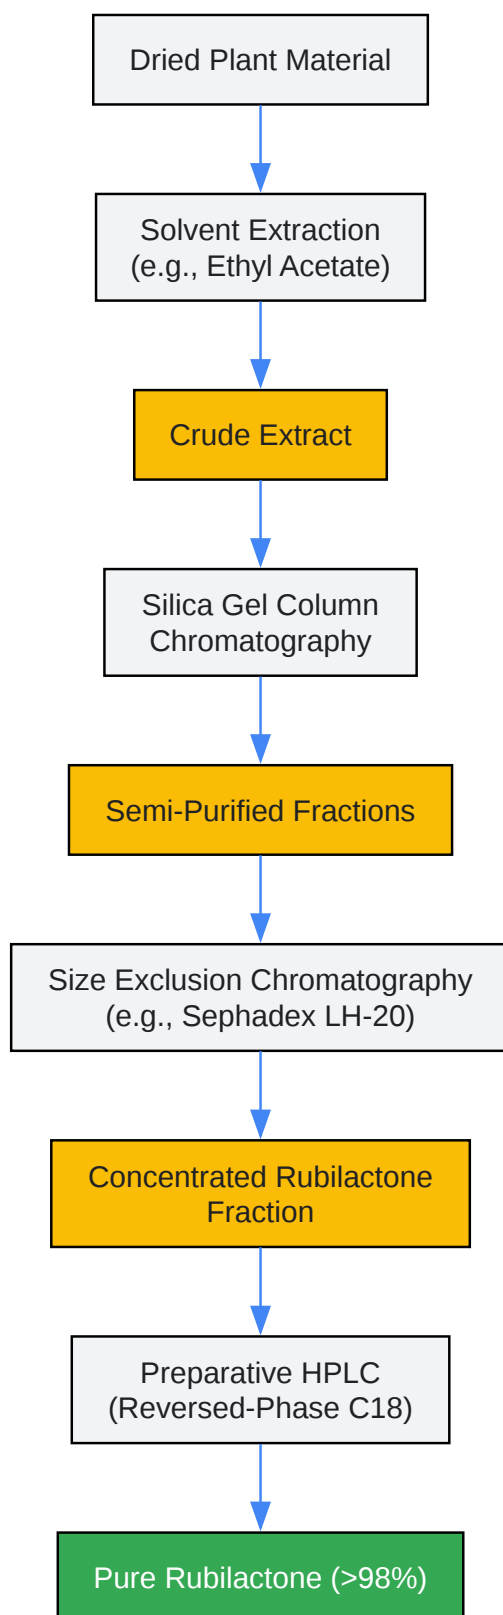 Dried Plant Material
Solvent Extraction
(e.g., Ethyl Acetate)
Crude Extract
Silica Gel Column
Chromatography
Semi-Purified Fractions
Size Exclusion Chromatography
(e.g., Sephadex LH-20)
Concentrated Rubilactone
Fraction
Preparative HPLC
(Reversed-Phase C18)
Pure Rubilactone (>98%)